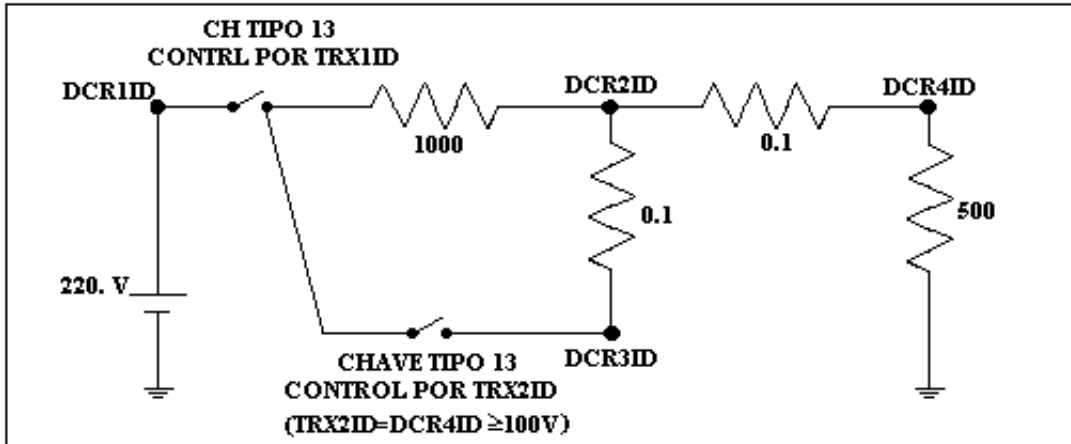 CH TIPO 13
CONTRL POR TRX1ID
DCR1ID
DCR2ID
DCR4ID
1000
0.1
0.1
500
220. V
DCR3ID
CHAVE TIPO 13
CONTROL POR TRX2ID
(TRX2ID=DCR4ID ≥100V)